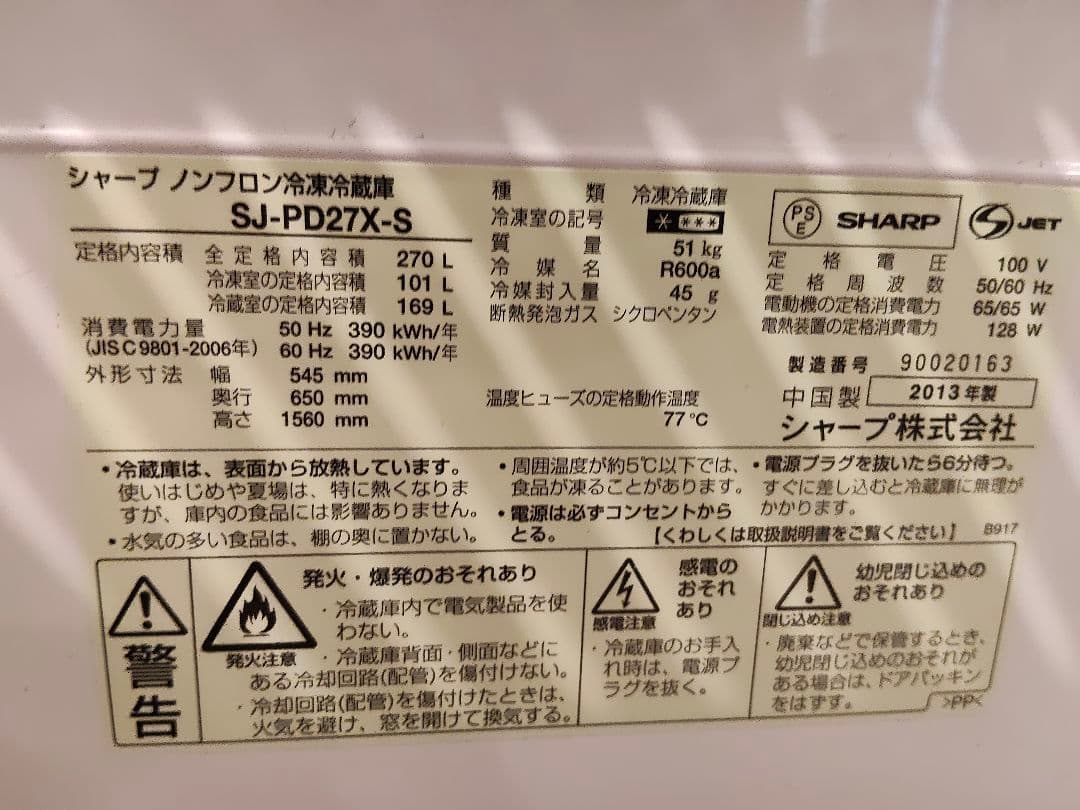 シャープ ノンフロン冷凍冷蔵庫
SJ-PD27X-S
定格内容積 全定格内容積 270 L
冷凍室の定格内容積 101 L
冷蔵室の定格内容積 169 L
消費電力量 50 Hz 390 kWh/年
(JIS C 9801-2006年) 60 Hz 390 kWh/年
外形寸法 幅 545 mm
奥行 650 mm
高さ 1560 mm
種類 冷凍冷蔵庫
冷凍室の記号 * ***
質量 51 kg
冷媒名 R600a
冷媒封入量 45 g
断熱発泡ガス シクロペンタン
温度ヒューズの定格動作温度
77℃
PS
E
SHARP
JET
定格電圧 100 V
定格周波数 50/60 Hz
電動機の定格消費電力 65/65 W
電熱装置の定格消費電力 128 W
製造番号 90020163
中国製 2013年製
シャープ株式会社
・冷蔵庫は、表面から放熱しています。
使いはじめや夏場は、特に熱くなりま
すが、庫内の食品には影響ありません。
・水気の多い食品は、棚の奥に置かない。
・周囲温度が約5℃以下では、
食品が凍ることがあります。
・電源は必ずコンセントから
とる。
・電源プラグを抜いたら6分待つ。
すぐに差し込むと冷蔵庫に無理が
かかります。
【くわしくは取扱説明書をご覧ください】 B917
警告
発火注意
発火・爆発のおそれあり
・冷蔵庫内で電気製品を使
わない。
・冷蔵庫背面・側面などに
ある冷却回路(配管)を傷付けない。
・冷却回路(配管)を傷付けたときは、
火気を避け、窓を開けて換気する。
感電注意
感電の
おそれ
あり
・冷蔵庫のお手入
れ時は、電源プ
ラグを抜く。
閉じ込め注意
幼児閉じ込めの
おそれあり
・廃棄などで保管するとき、
幼児閉じ込めのおそれが
ある場合は、ドアパッキン
をはずす。
>PP<